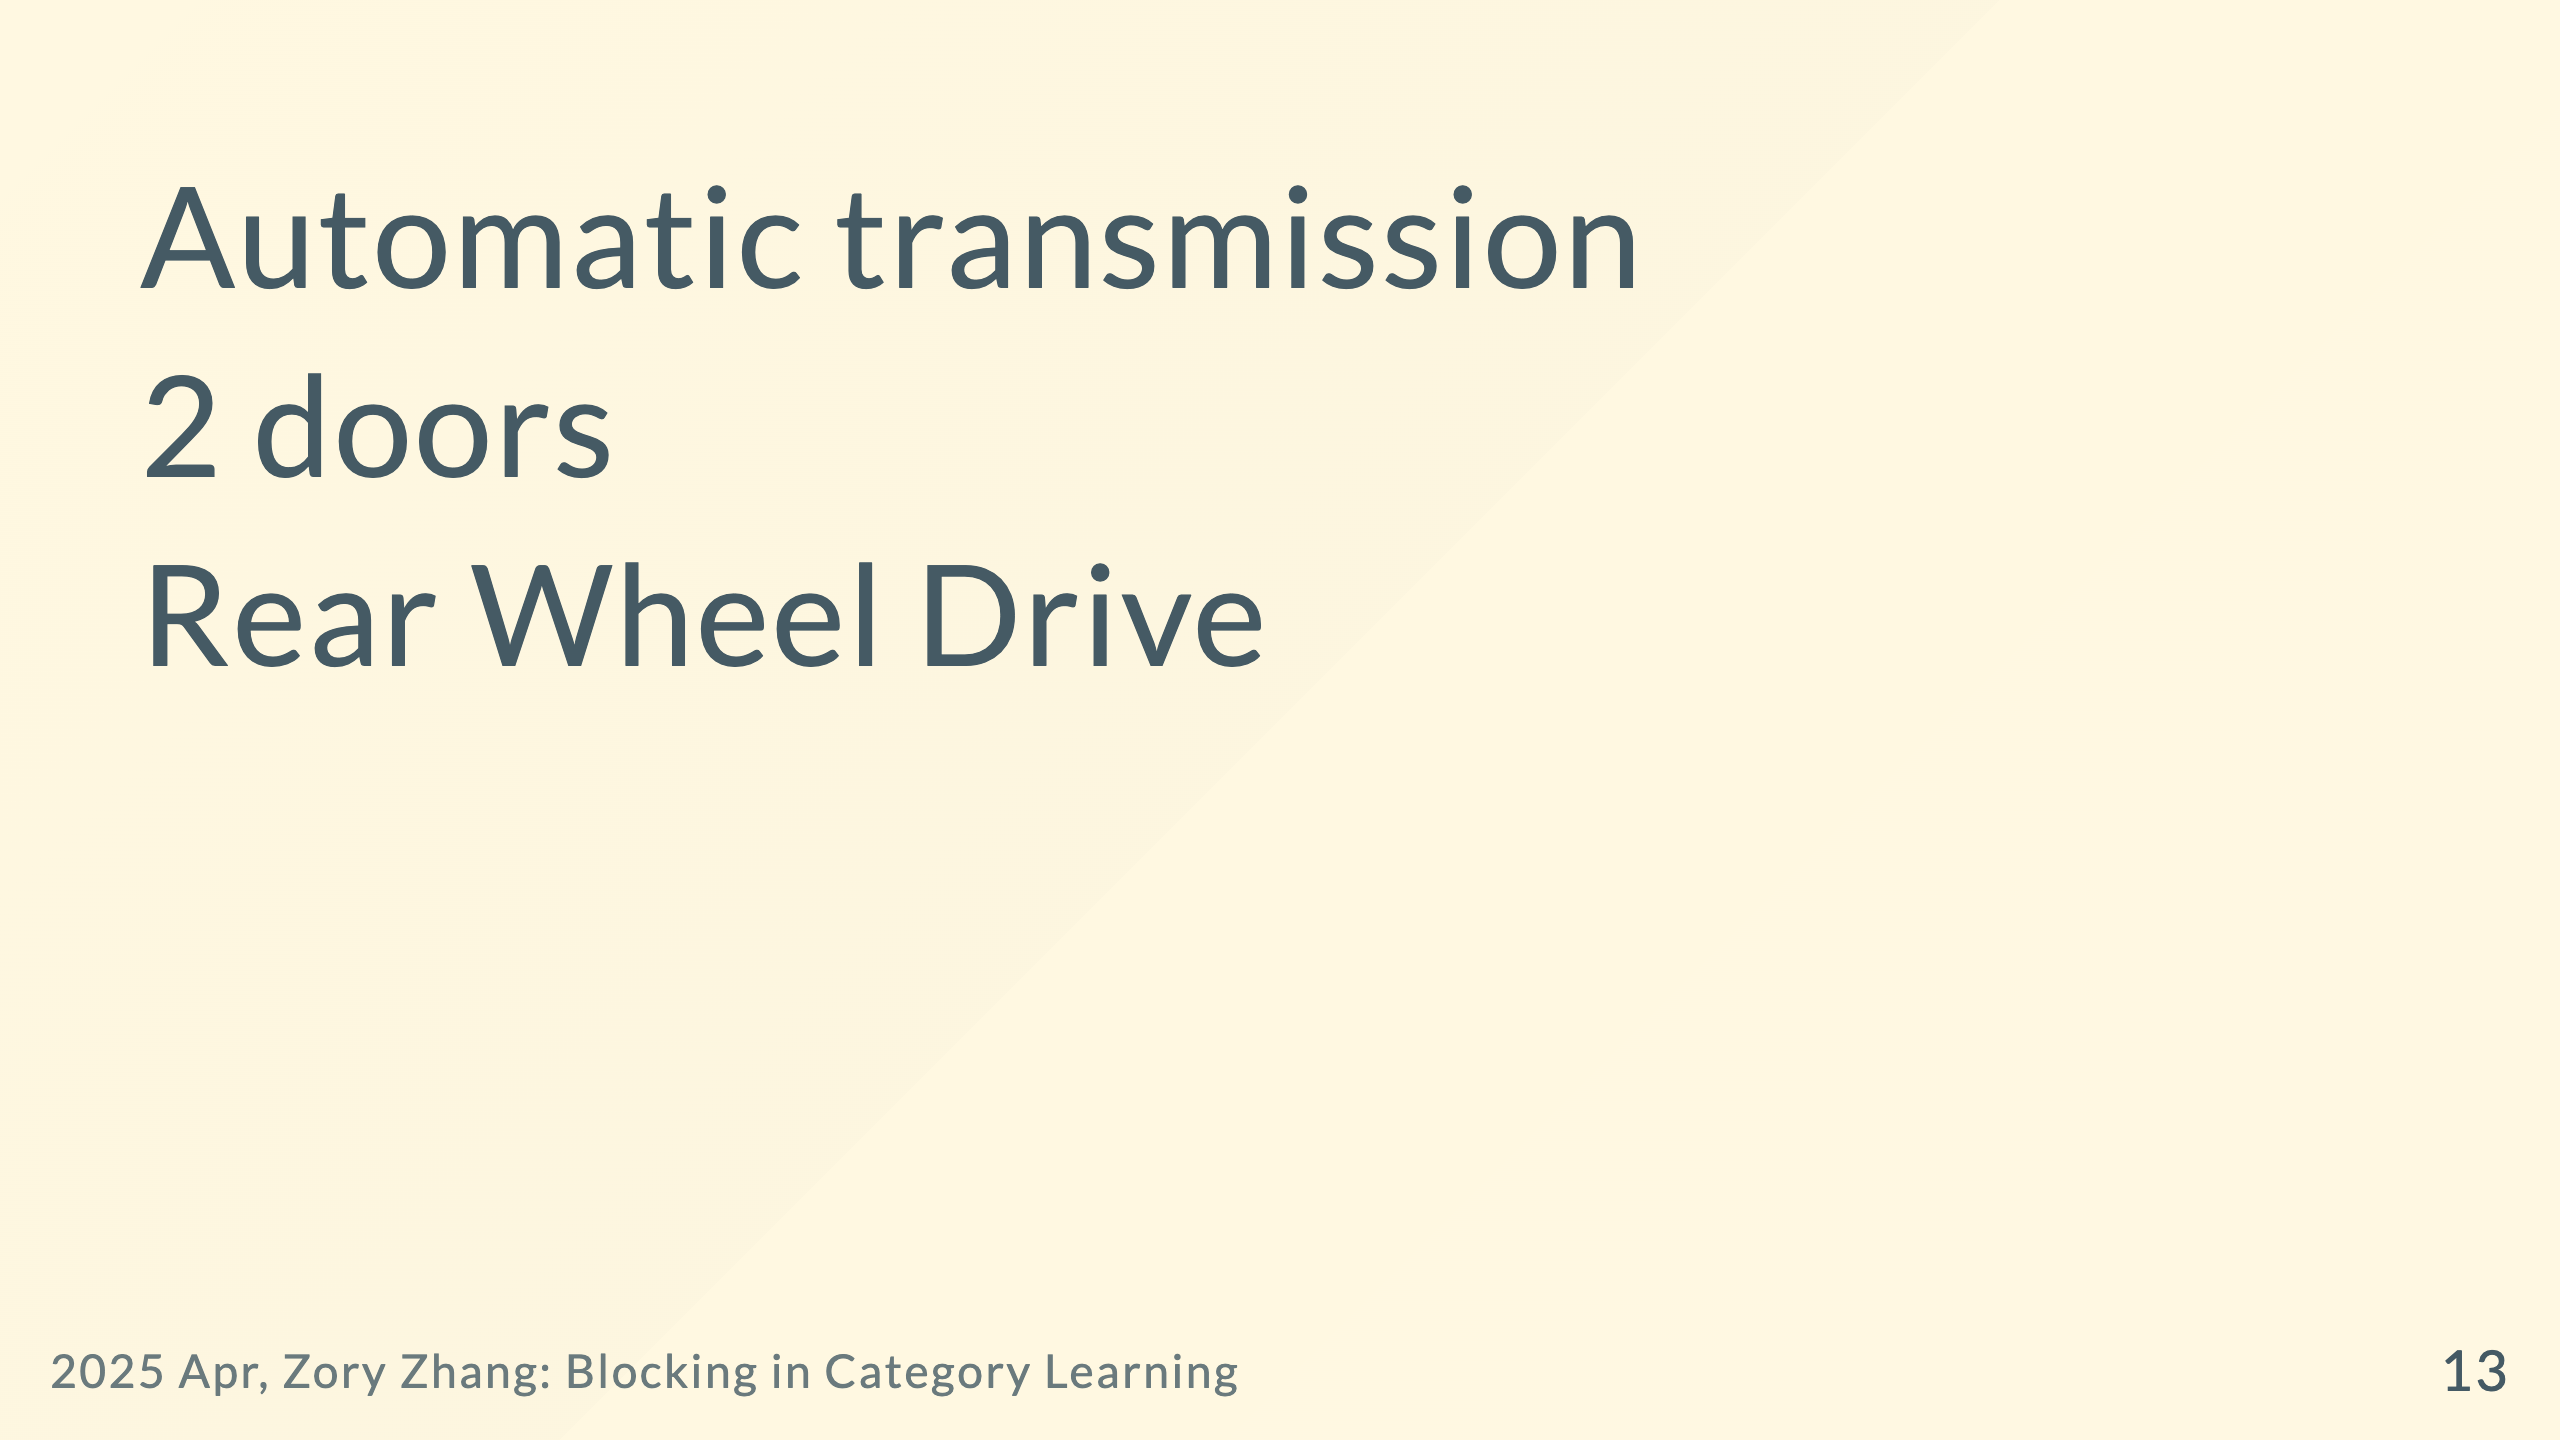 Automatic transmission
2 doors
Rear Wheel Drive
2025 Apr, Zory Zhang: Blocking in Category Learning
13